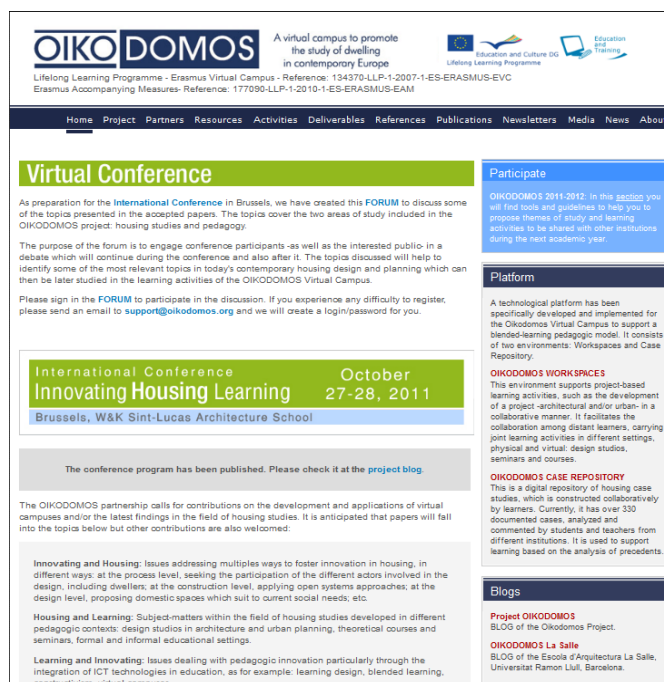 OIKODOMOS
A virtual campus to promote
the study of dwelling
in contemporary Europe
Education and Culture DG
Lifelong Learning Programme
Education
and
Training
Lifelong Learning Programme - Erasmus Virtual Campus - Reference: 134370-LLP-1-2007-1-ES-ERASMUS-EVC
Erasmus Accompanying Measures- Reference: 177090-LLP-1-2010-1-ES-ERASMUS-EAM
Home Project Partners Resources Activities Deliverables References Publications Newsletters Media News Abou
Virtual Conference
As preparation for the International Conference in Brussels, we have created this FORUM to discuss some
of the topics presented in the accepted papers. The topics cover the two areas of study included in the
OIKODOMOS project: housing studies and pedagogy.
The purpose of the forum is to engage conference participants -as well as the interested public- in a
debate which will continue during the conference and also after it. The topics discussed will help to
identify some of the most relevant topics in today's contemporary housing design and planning which can
then be later studied in the learning activities of the OIKODOMOS Virtual Campus.
Please sign in the FORUM to participate in the discussion. If you experience any difficulty to register,
please send an email to support@oikodomos.org and we will create a login/password for you.
International Conference
Innovating Housing Learning
October
27-28, 2011
Brussels, W&K Sint-Lucas Architecture School
The conference program has been published. Please check it at the project blog.
The OIKODOMOS partnership calls for contributions on the development and applications of virtual
campuses and/or the latest findings in the field of housing studies. It is anticipated that papers will fall
into the topics below but other contributions are also welcomed:
Innovating and Housing: Issues addressing multiple ways to foster innovation in housing, in
different ways: at the process level, seeking the participation of the different actors involved in the
design, including dwellers; at the construction level, applying open systems approaches; at the
design level, proposing domestic spaces which suit to current social needs; etc.
Housing and Learning: Subject-matters within the field of housing studies developed in different
pedagogic contexts: design studios in architecture and urban planning, theoretical courses and
seminars, formal and informal educational settings.
Learning and Innovating: Issues dealing with pedagogic innovation particularly through the
integration of ICT technologies in education, as for example: learning design, blended learning,
Participate
OIKODOMOS 2011-2012: In this section you
will find tools and guidelines to help you to
propose themes of study and learning
activities to be shared with other institutions
during the next academic year.
Platform
A technological platform has been
specifically developed and implemented for
the Oikodomos Virtual Campus to support a
blended-learning pedagogic model. It consists
of two environments: Workspaces and Case
Repository.
OIKODOMOS WORKSPACES
This environment supports project-based
learning activities, such as the development
of a project -architectural and/or urban- in a
collaborative manner. It facilitates the
collaboration among distant learners, carrying
joint learning activities in different settings,
physical and virtual: design studios,
seminars and courses.
OIKODOMOS CASE REPOSITORY
This is a digital repository of housing case
studies, which is constructed collaboratively
by learners. Currently, it has over 330
documented cases, analyzed and
commented by students and teachers from
different institutions. It is used to support
learning based on the analysis of precedents.
Blogs
Project OIKODOMOS
BLOG of the Oikodomos Project.
OIKODOMOS La Salle
BLOG of the Escola d'Arquitectura La Salle,
Universitat Ramon Llull, Barcelona.